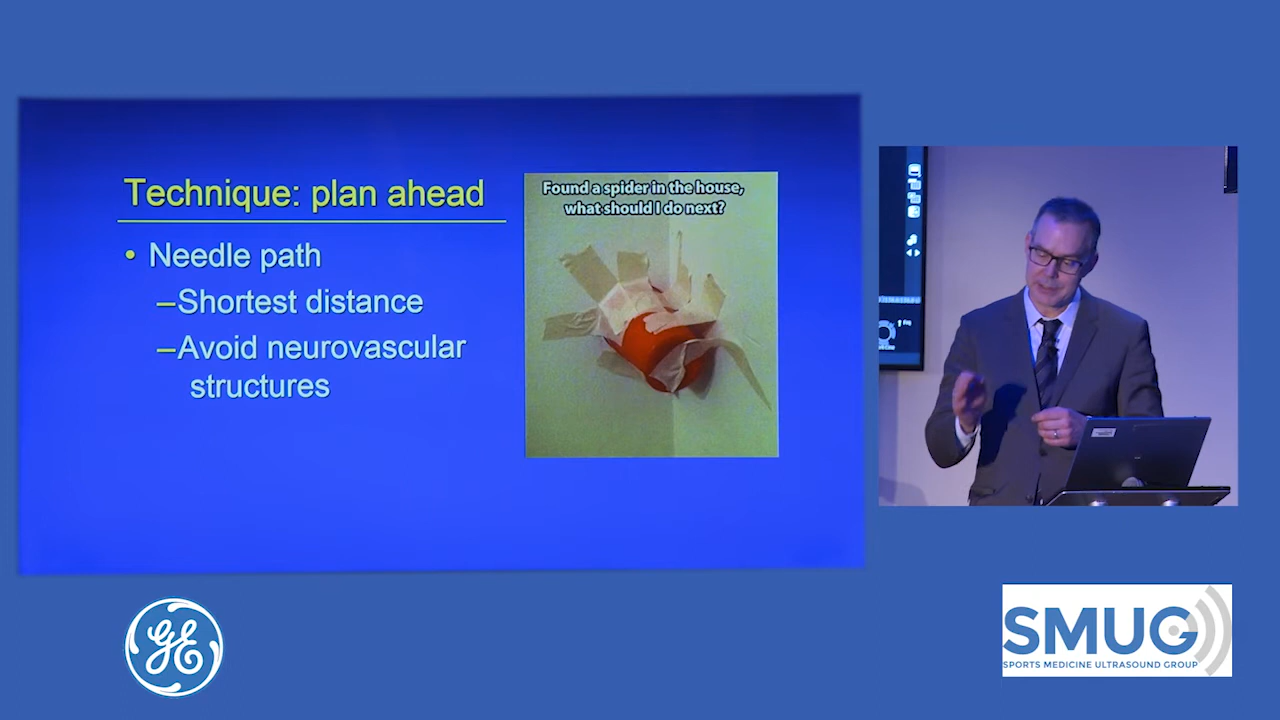 Technique: plan ahead
• Needle path
–Shortest distance
–Avoid neurovascular
structures
Found a spider in the house,
what should I do next?
GE
SMUG
SPORTS MEDICINE ULTRASOUND GROUP